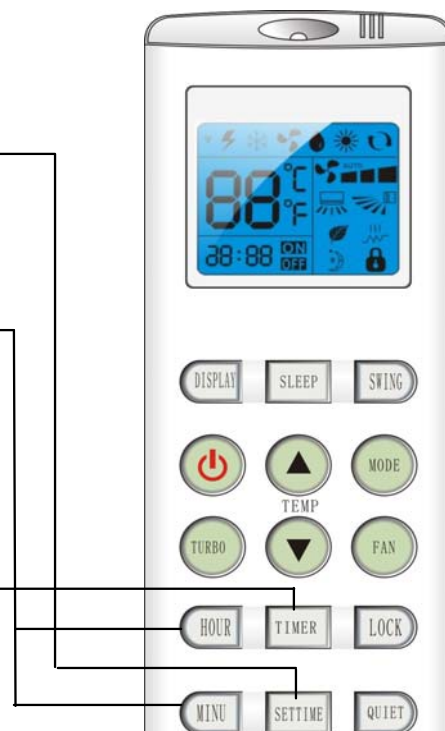 AUTO
88 °C
°F
88:88 ON
OFF
DISPLAY SLEEP SWING
MODE
TEMP
TURBO FAN
HOUR TIMER LOCK
MINU SETTIME QUIET